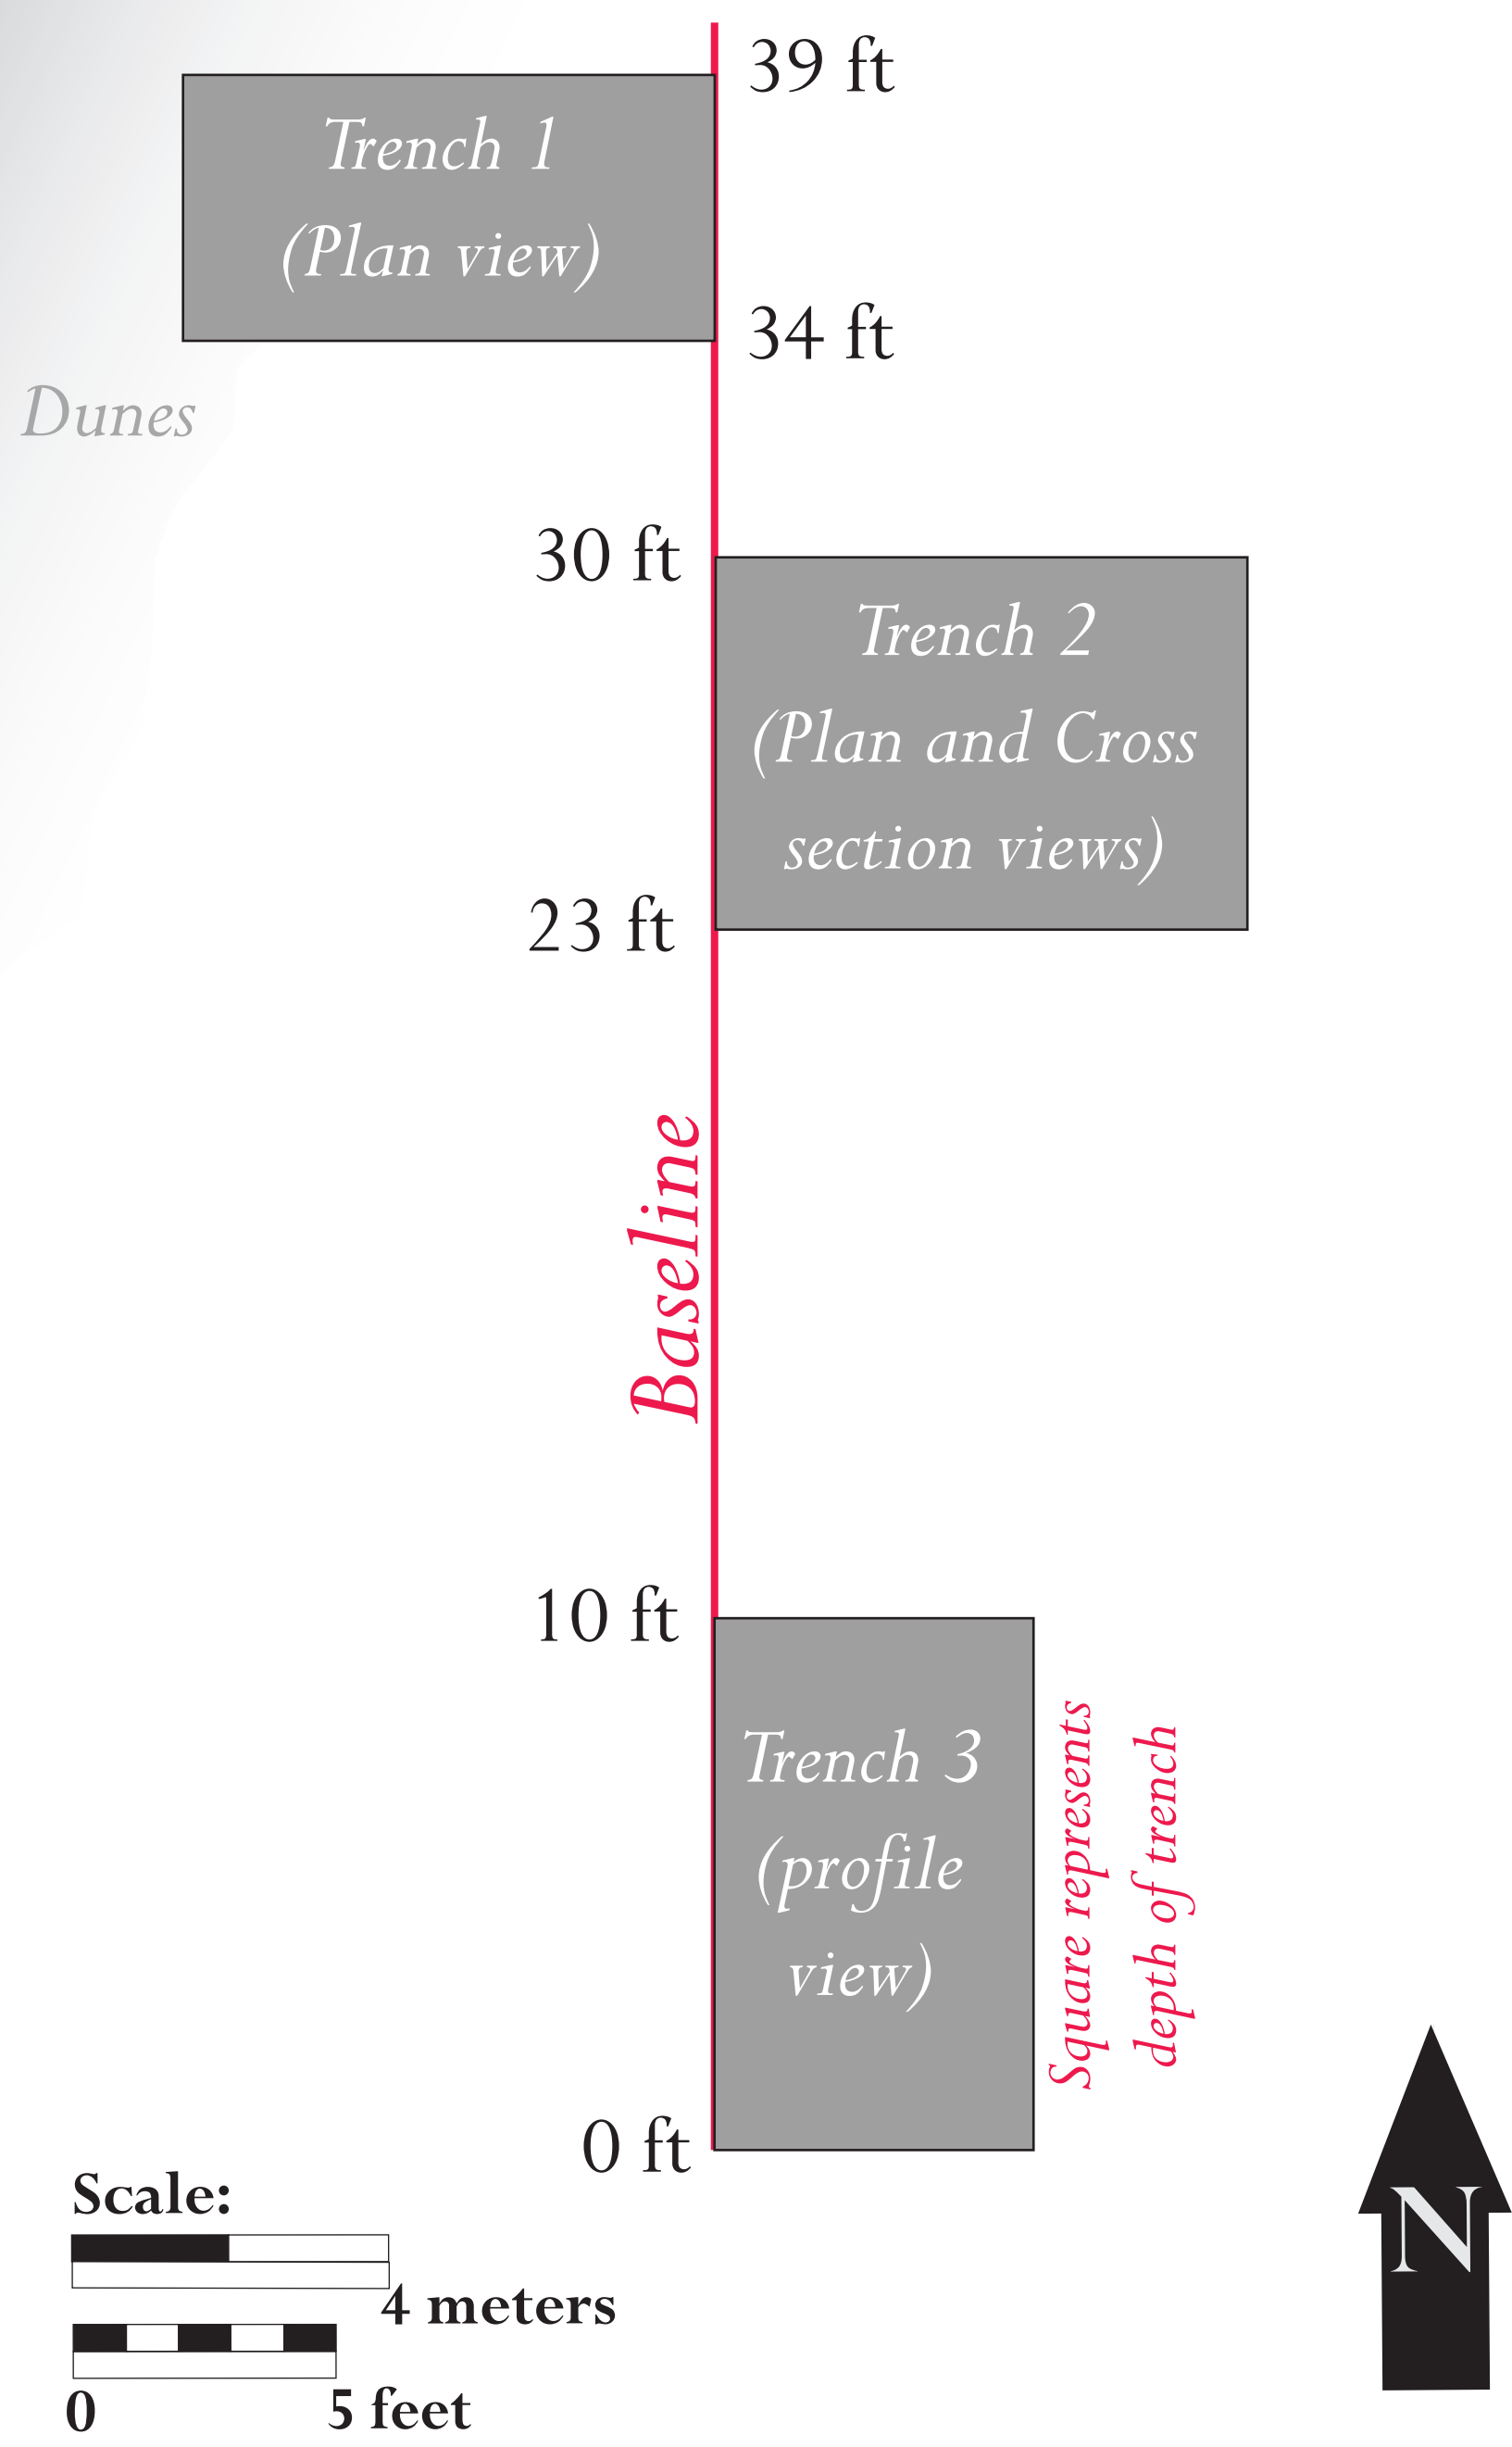 39 ft
Trench 1
(Plan view)
34 ft
Dunes
30 ft
Trench 2
(Plan and Cross
section views)
23 ft
Baseline
10 ft
Trench 3
(profile
view)
Square represents
depth of trench
0 ft
Scale:
4 meters
0
5 feet
N